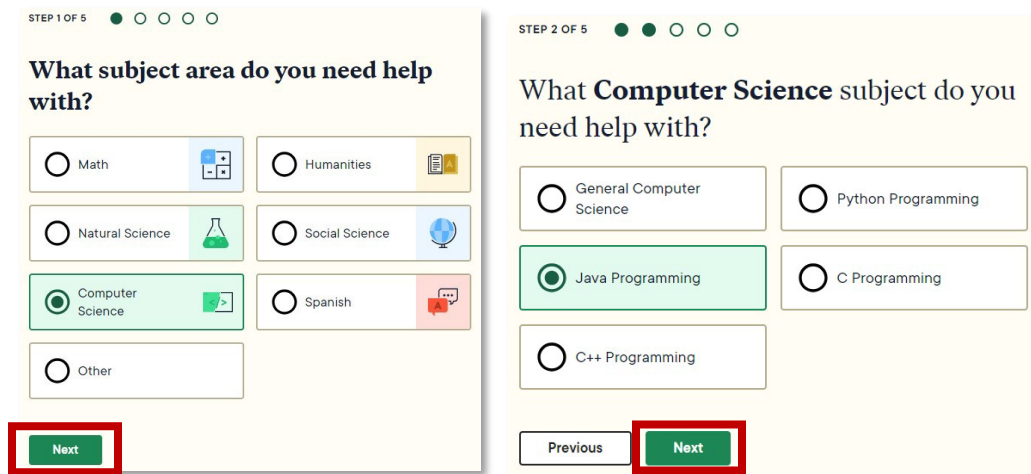 STEP 1 OF 5
What subject area do you need help
with?
Math
Humanities
Natural Science
Social Science
Computer
Science
Spanish
Other
Next
STEP 2 OF 5
What Computer Science subject do you
need help with?
General Computer
Science
Python Programming
Java Programming
C Programming
C++ Programming
Previous
Next